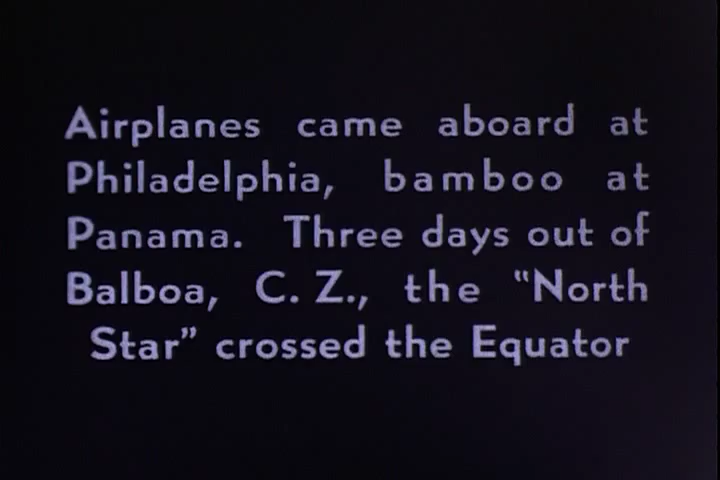 Airplanes came aboard at
Philadelphia, bamboo at
Panama. Three days out of
Balboa, C. Z., the "North
Star" crossed the Equator